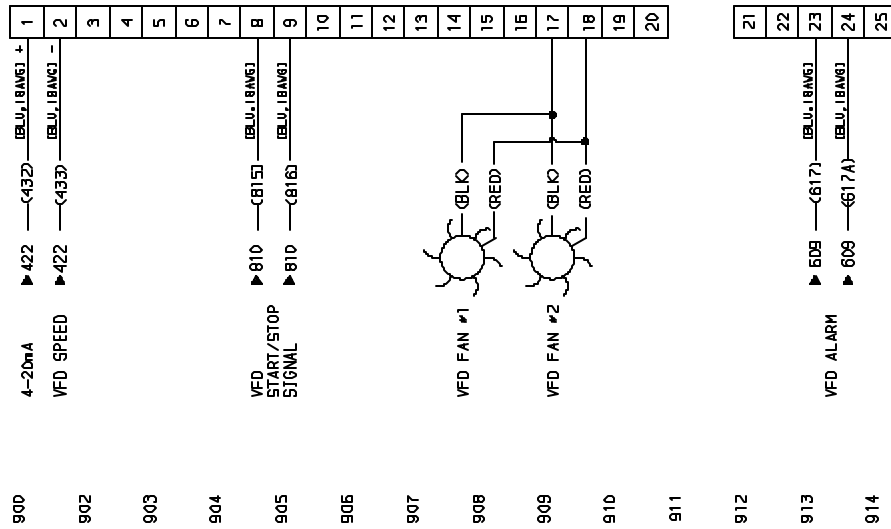 1
2
3
4
5
6
7
8
9
10
11
12
13
14
15
16
17
18
19
20
21
22
23
24
25
[BLU,18AWG] +
[BLU,18AWG] -
[BLU,18AWG]
[BLU,18AWG]
[BLU,18AWG]
[BLU,18AWG]
(432)
(433)
(815)
(816)
(BLK)
(RED)
(BLK)
(RED)
(617)
(617A)
422
422
810
810
609
609
4-20mA
VFD SPEED
VFD
START/STOP
SIGNAL
VFD FAN #1
VFD FAN #2
VFD ALARM
900
902
903
904
905
906
907
908
909
910
911
912
913
914